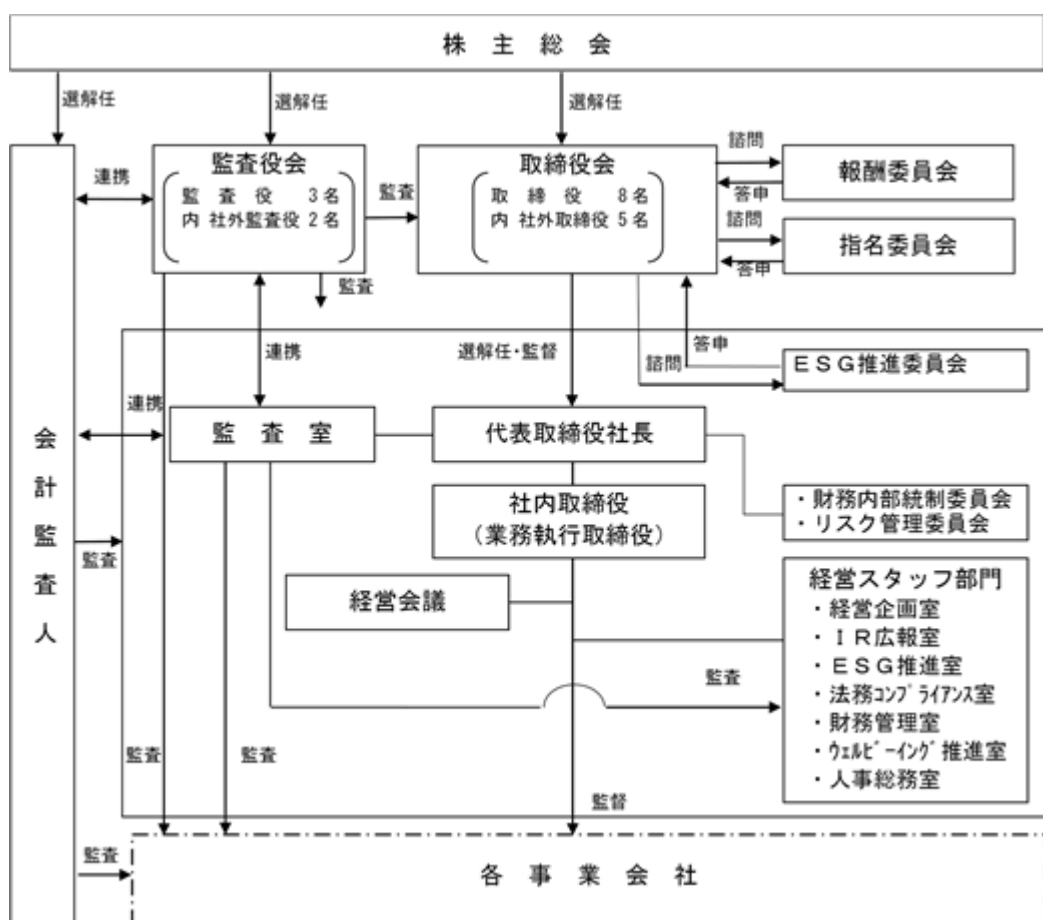 株主総会
選解任
選解任
選解任
監査役会
監査役 3名
内 社外監査役 2名
取締役会
取締役 8名
内 社外取締役 5名
連携
監査
諮問
答申
報酬委員会
諮問
答申
指名委員会
監査
連携
選解任・監督
答申
諮問
ESG推進委員会
連携
会計監査人
監査室
代表取締役社長
社内取締役
(業務執行取締役)
・財務内部統制委員会
・リスク管理委員会
監査
経営会議
経営スタッフ部門
・経営企画室
・IR広報室
・ESG推進室
・法務コンプライアンス室
・財務管理室
・ウェルビーイング推進室
・人事総務室
監査
監査
監査
監督
監査
各事業会社